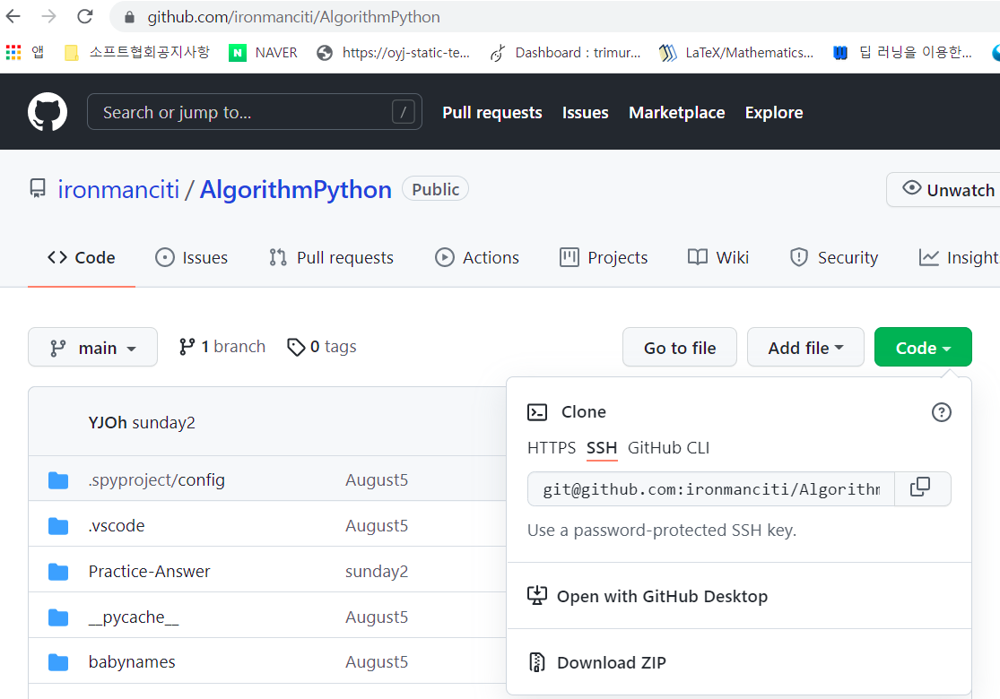 github.com/ironmanciti/AlgorithmPython
앱 소프트협회공지사항 N NAVER https://oyj-static-te... Dashboard : trimur... LaTeX/Mathematics... 딥 러닝을 이용한...
Search or jump to... / Pull requests Issues Marketplace Explore
ironmanciti / AlgorithmPython Public Unwatch
Code Issues Pull requests Actions Projects Wiki Security Insight
main 1 branch 0 tags Go to file Add file Code
Clone
HTTPS SSH GitHub CLI
git@github.com:ironmanciti/Algorithm
Use a password-protected SSH key.
Open with GitHub Desktop
Download ZIP
YJOh sunday2
.spyproject/config August5
.vscode August5
Practice-Answer sunday2
__pycache__ August5
babynames August5